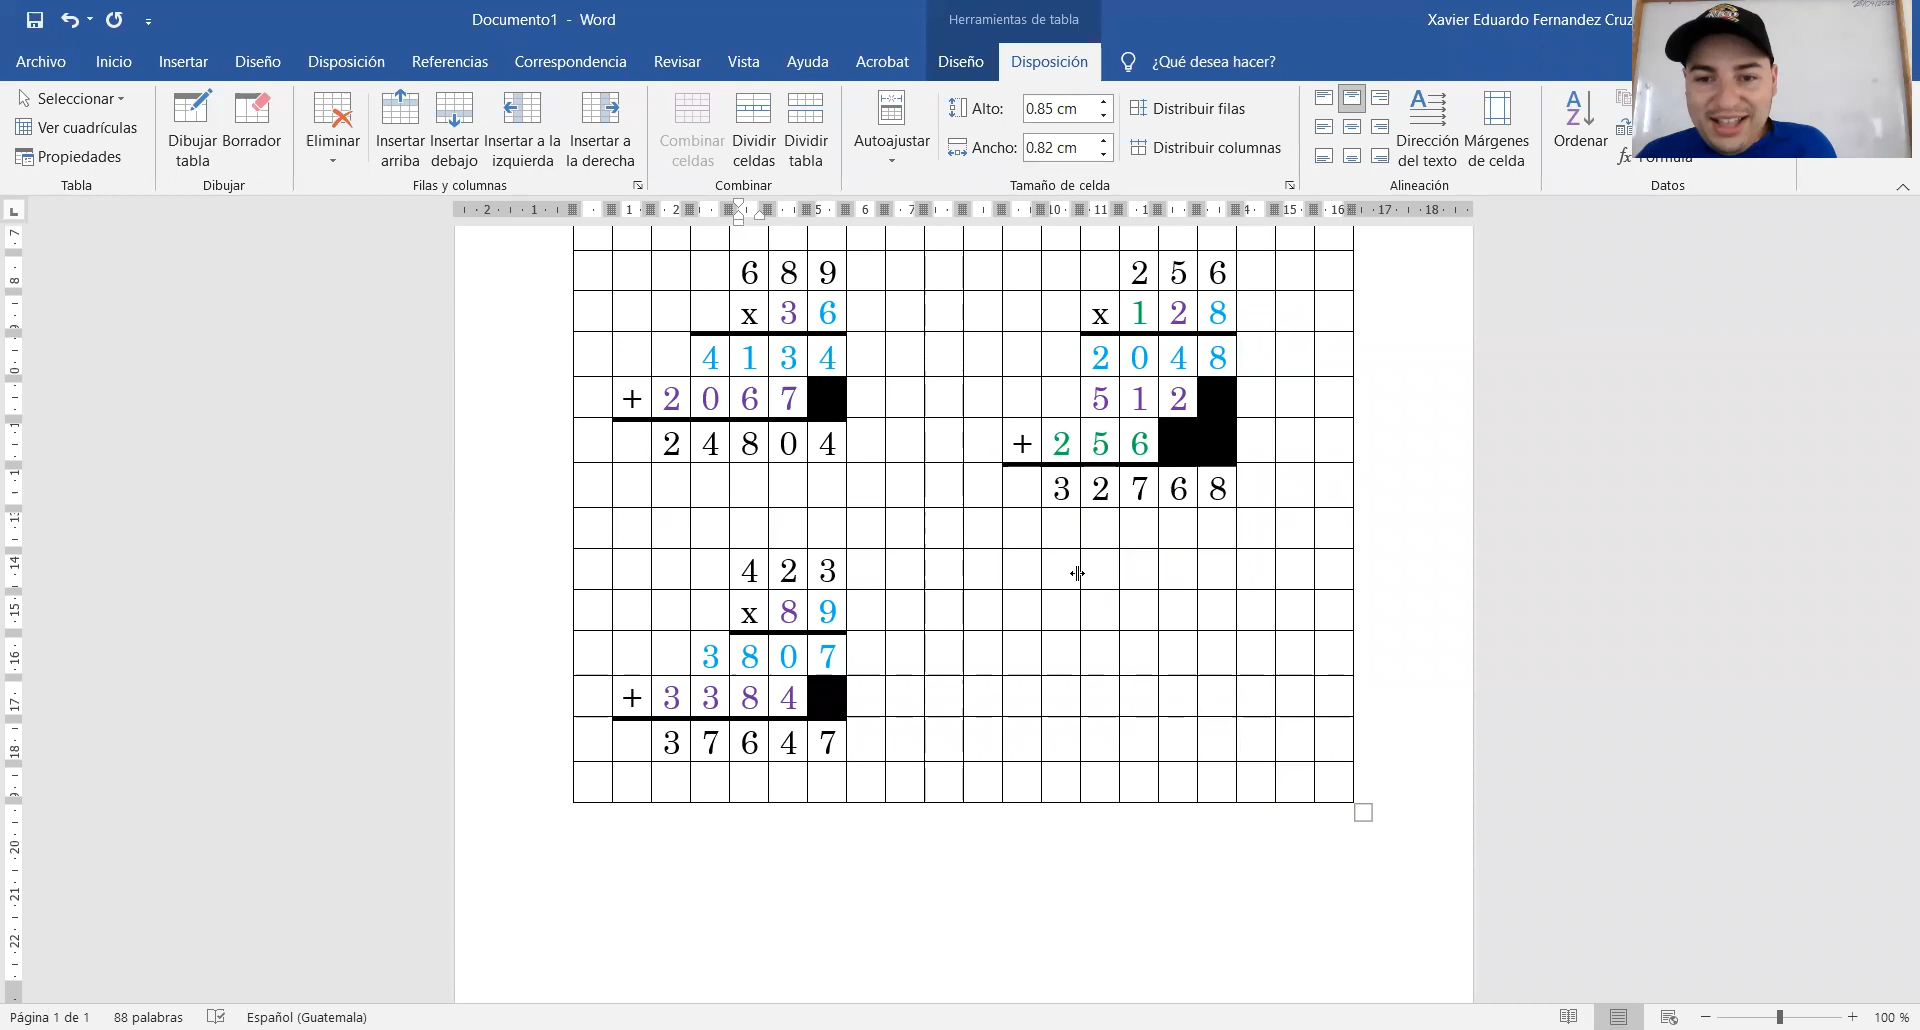 Documento1 - Word
Herramientas de tabla
Xavier Eduardo Fernandez Cruz
Archivo Inicio Insertar Diseño Disposición Referencias Correspondencia Revisar Vista Ayuda Acrobat Diseño Disposición ¿Qué desea hacer?
Seleccionar
Ver cuadrículas
Propiedades
Tabla
Dibujar tabla
Borrador
Dibujar
Eliminar
Insertar arriba
Insertar debajo
Insertar a la izquierda
Insertar a la derecha
Filas y columnas
Combinar celdas
Dividir celdas
Dividir tabla
Combinar
Autoajustar
Alto: 0.85 cm
Ancho: 0.82 cm
Distribuir filas
Distribuir columnas
Tamaño de celda
Dirección del texto
Márgenes de celda
Alineación
Ordenar
Fórmula
Datos
6 8 9
x 3 6
4 1 3 4
+ 2 0 6 7
2 4 8 0 4
2 5 6
x 1 2 8
2 0 4 8
5 1 2
+ 2 5 6
3 2 7 6 8
4 2 3
x 8 9
3 8 0 7
+ 3 3 8 4
3 7 6 4 7
Página 1 de 1 88 palabras Español (Guatemala) 100 %